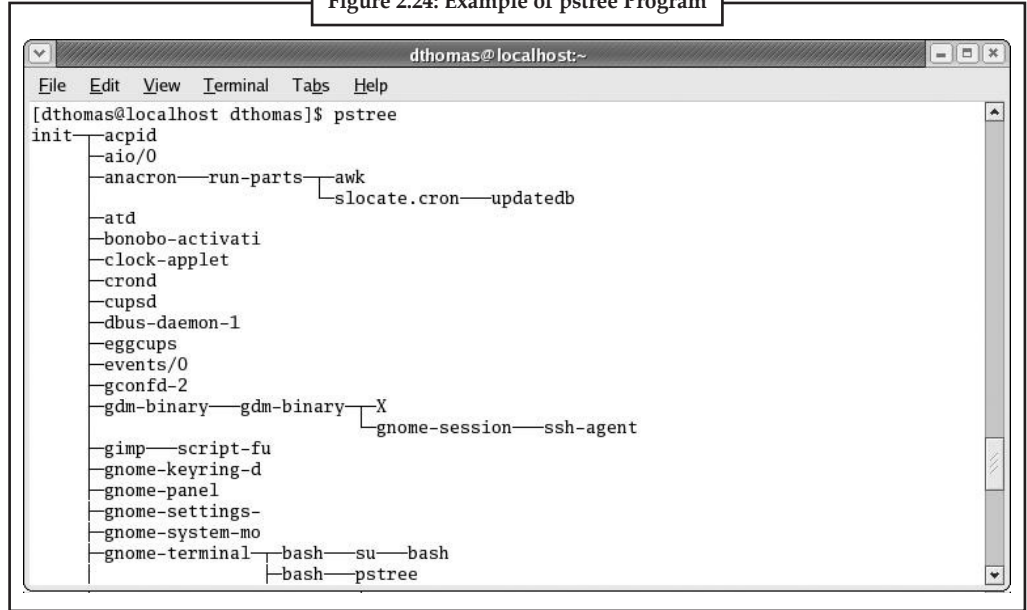 Figure 2.24: Example of pstree Program
dthomas@localhost:~
File Edit View Terminal Tabs Help
[dthomas@localhost dthomas]$ pstree
init─┬─acpid
     ├─aio/0
     ├─anacron───run-parts─┬─awk
     │                     └─slocate.cron───updatedb
     ├─atd
     ├─bonobo-activati
     ├─clock-applet
     ├─crond
     ├─cupsd
     ├─dbus-daemon-1
     ├─eggcups
     ├─events/0
     ├─gconfd-2
     ├─gdm-binary───gdm-binary─┬─X
     │                         └─gnome-session───ssh-agent
     ├─gimp───script-fu
     ├─gnome-keyring-d
     ├─gnome-panel
     ├─gnome-settings-
     ├─gnome-system-mo
     ├─gnome-terminal─┬─bash───su───bash
     │                ├─bash───pstree